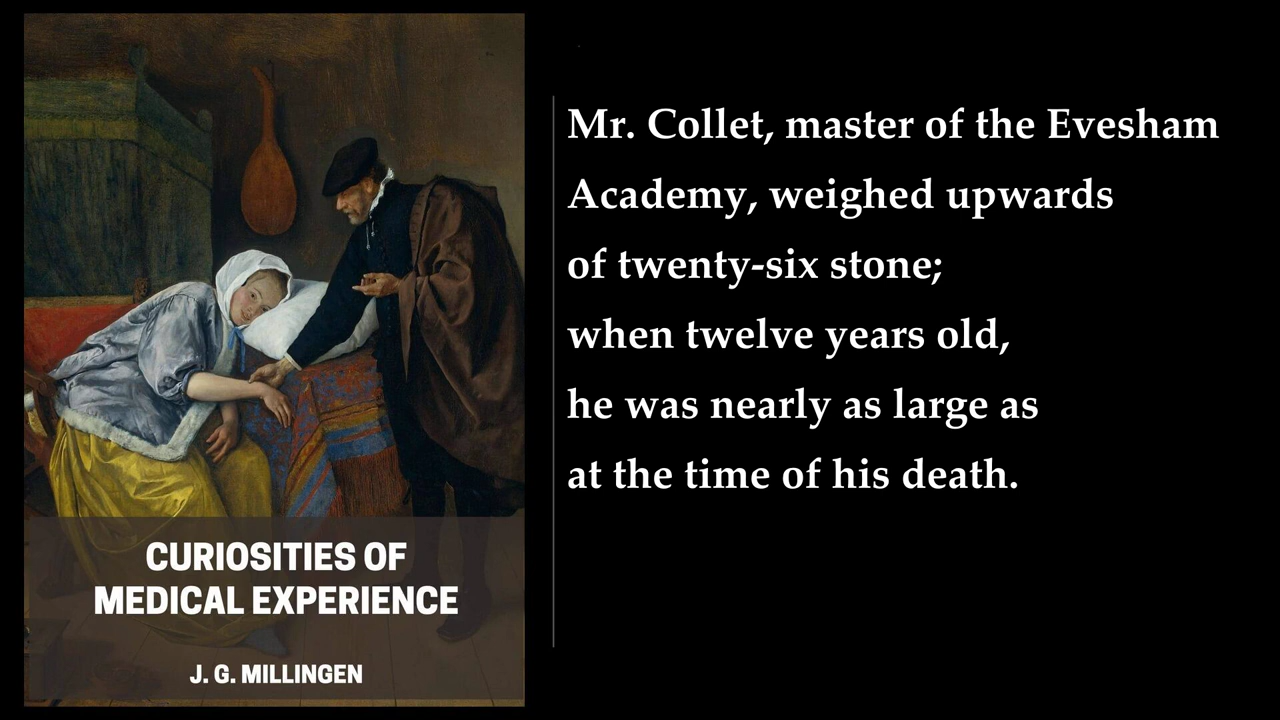 Mr. Collet, master of the Evesham
Academy, weighed upwards
of twenty-six stone;
when twelve years old,
he was nearly as large as
at the time of his death.
CURIOSITIES OF
MEDICAL EXPERIENCE
J. G. MILLINGEN